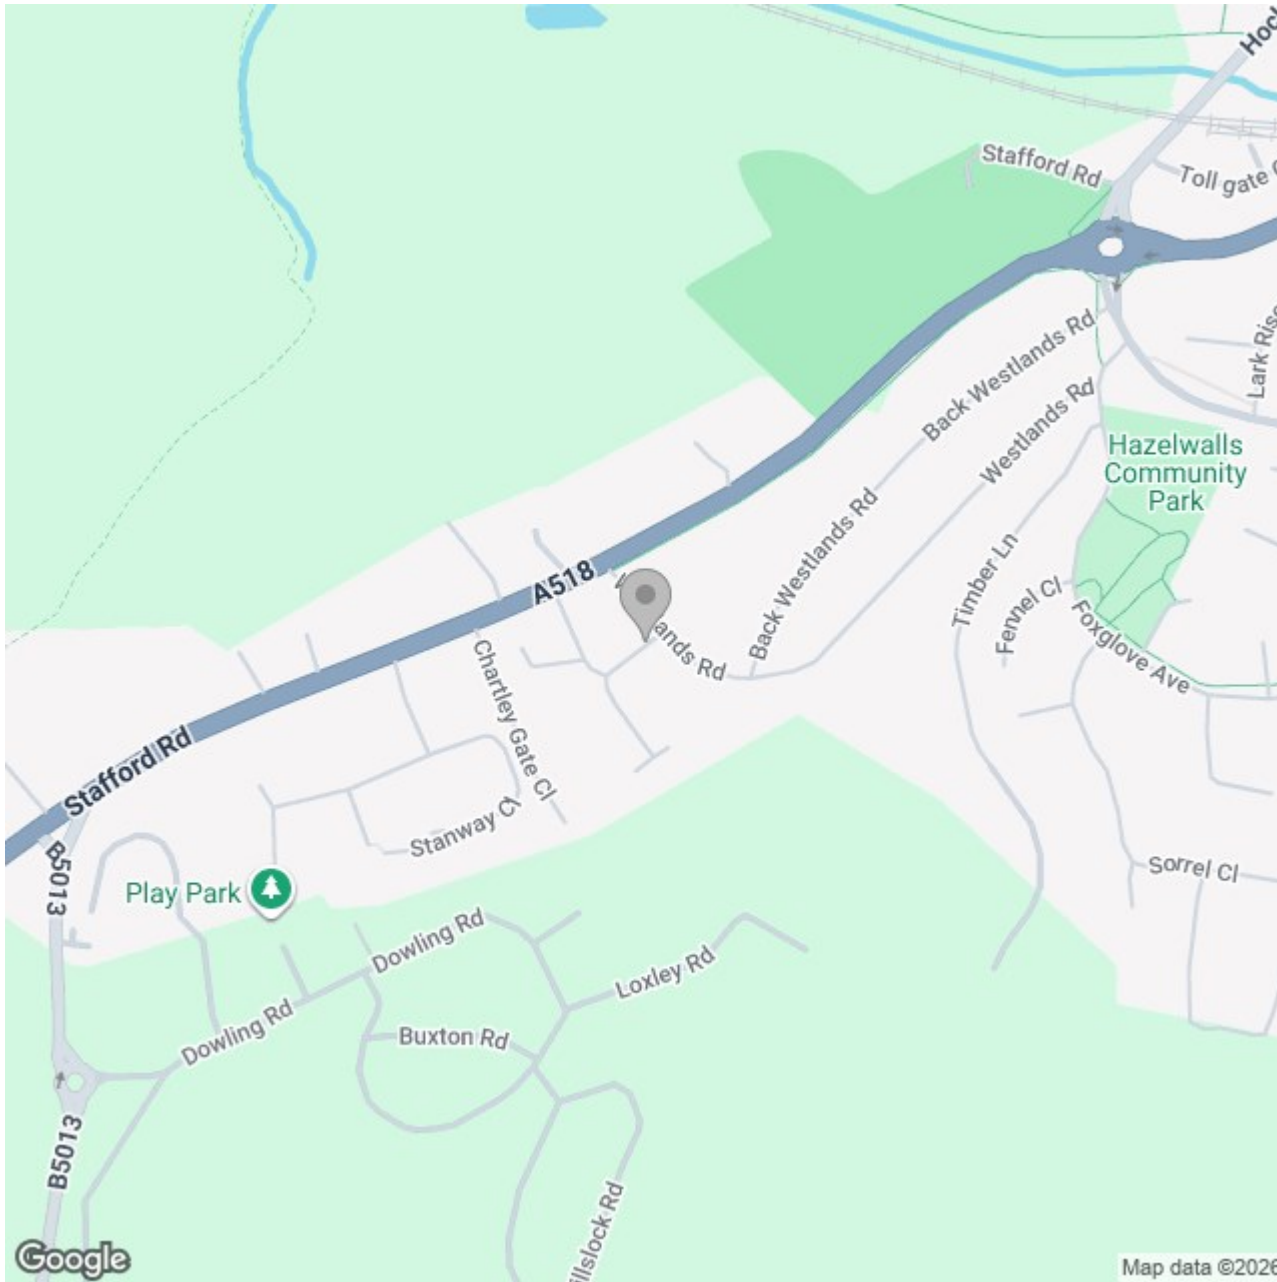 Stafford Rd
Toll gate
Back Westlands Rd
Westlands Rd
Lark Rise
Hazelwalls
Community
Park
Back Westlands Rd
A518
Timber Ln
Fennel Cl
Foxglove Ave
Rd
Chartley Gate Cl
Stafford Rd
Stanway Cl
B5013
Play Park
Sorrel Cl
Dowling Rd
Loxley Rd
Dowling Rd
Buxton Rd
B5013
Rd
Google
Map data ©2026